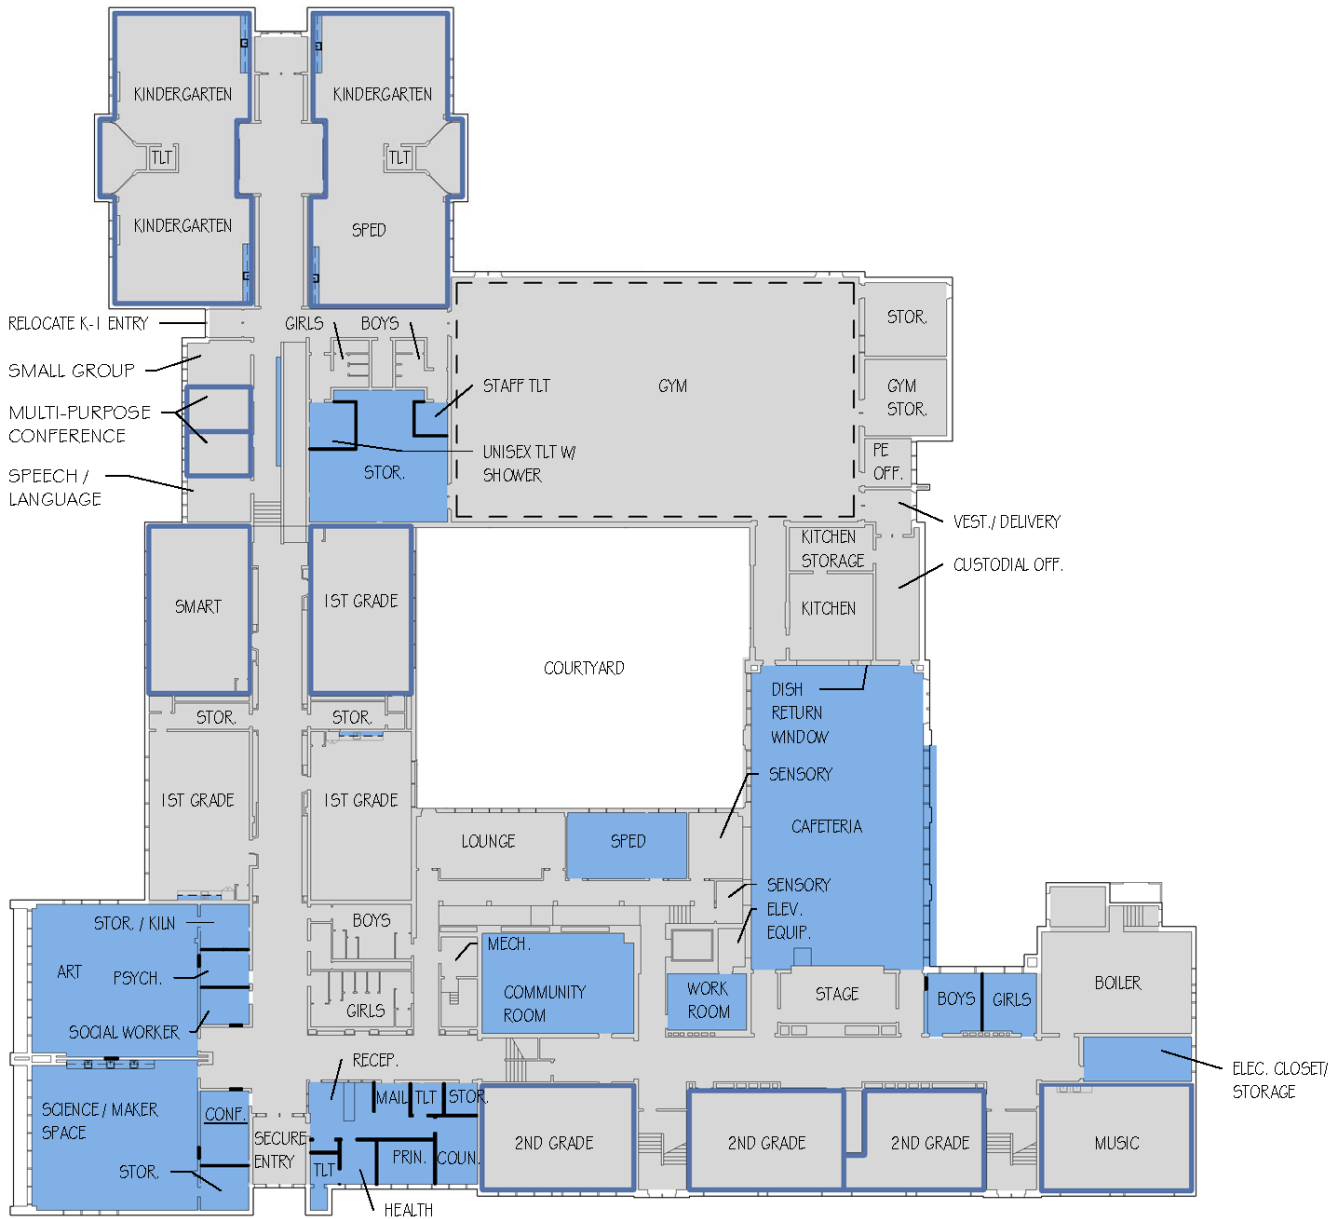 KINDERGARTEN
KINDERGARTEN
TLT
TLT
KINDERGARTEN
SPED
RELOCATE K-1 ENTRY
GIRLS
BOYS
STOR.
SMALL GROUP
STAFF TLT
GYM
GYM
STOR.
MULTI-PURPOSE
CONFERENCE
UNISEX TLT W/
SHOWER
PE
OFF.
SPEECH /
LANGUAGE
STOR.
VEST./ DELIVERY
KITCHEN
STORAGE
CUSTODIAL OFF.
SMART
1ST GRADE
KITCHEN
COURTYARD
DISH
RETURN
WINDOW
STOR.
STOR.
SENSORY
1ST GRADE
1ST GRADE
CAFETERIA
LOUNGE
SPED
SENSORY
STOR. / KILN
BOYS
ELEV.
EQUIP.
MECH.
ART
PSYCH.
COMMUNITY
ROOM
WORK
ROOM
STAGE
BOYS
GIRLS
BOILER
GIRLS
SOCIAL WORKER
RECEP.
ELEC. CLOSET/
STORAGE
SCIENCE / MAKER
SPACE
CONF.
MAIL
TLT
STOR.
SECURE
ENTRY
2ND GRADE
2ND GRADE
2ND GRADE
MUSIC
STOR.
TLT
PRIN.
COUN.
HEALTH